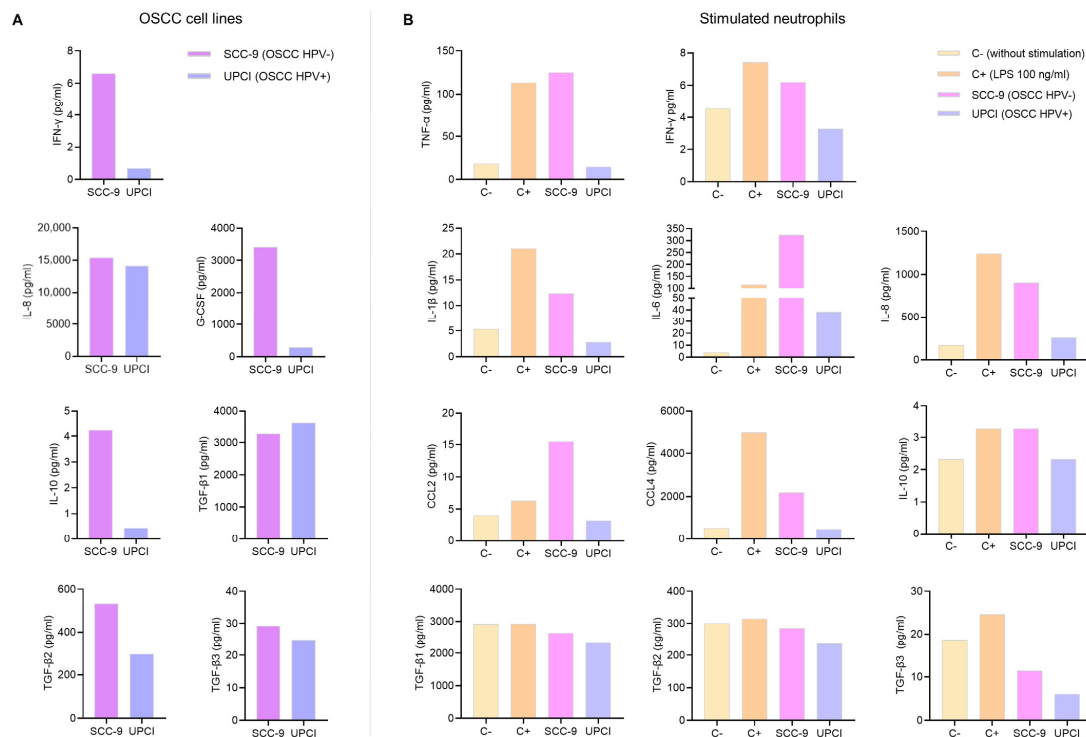 A
OSCC cell lines
8
6
4
2
0
IFN-γ (pg/ml)
SCC-9
UPCI
SCC-9 (OSCC HPV-)
UPCI (OSCC HPV+)
20,000
15,000
10,000
5000
0
IL-8 (pg/ml)
SCC-9
UPCI
4000
3000
2000
1000
0
G-CSF (pg/ml)
SCC-9
UPCI
5
4
3
2
1
0
IL-10 (pg/ml)
SCC-9
UPCI
4000
3000
2000
1000
0
TGF-β1 (pg/ml)
SCC-9
UPCI
600
400
200
0
TGF-β2 (pg/ml)
SCC-9
UPCI
40
30
20
10
0
TGF-β3 (pg/ml)
SCC-9
UPCI
B
Stimulated neutrophils
150
100
50
0
TNF-α (pg/ml)
C-
C+
SCC-9
UPCI
8
6
4
2
0
IFN-γ pg/ml
C-
C+
SCC-9
UPCI
C- (without stimulation)
C+ (LPS 100 ng/ml)
SCC-9 (OSCC HPV-)
UPCI (OSCC HPV+)
25
20
15
10
5
0
IL-1β (pg/ml)
C-
C+
SCC-9
UPCI
350
300
250
200
150
100
50
40
30
20
10
0
IL-6 (pg/ml)
C-
C+
SCC-9
UPCI
1500
1000
500
0
IL-8 (pg/ml)
C-
C+
SCC-9
UPCI
20
15
10
5
0
CCL2 (pg/ml)
C-
C+
SCC-9
UPCI
6000
4000
2000
0
CCL4 (pg/ml)
C-
C+
SCC-9
UPCI
5
4
3
2
1
0
IL-10 (pg/ml)
C-
C+
SCC-9
UPCI
4000
3000
2000
1000
0
TGF-β1 (pg/ml)
C-
C+
SCC-9
UPCI
400
300
200
100
0
TGF-β2 (pg/ml)
C-
C+
SCC-9
UPCI
30
20
10
0
TGF-β3 (pg/ml)
C-
C+
SCC-9
UPCI